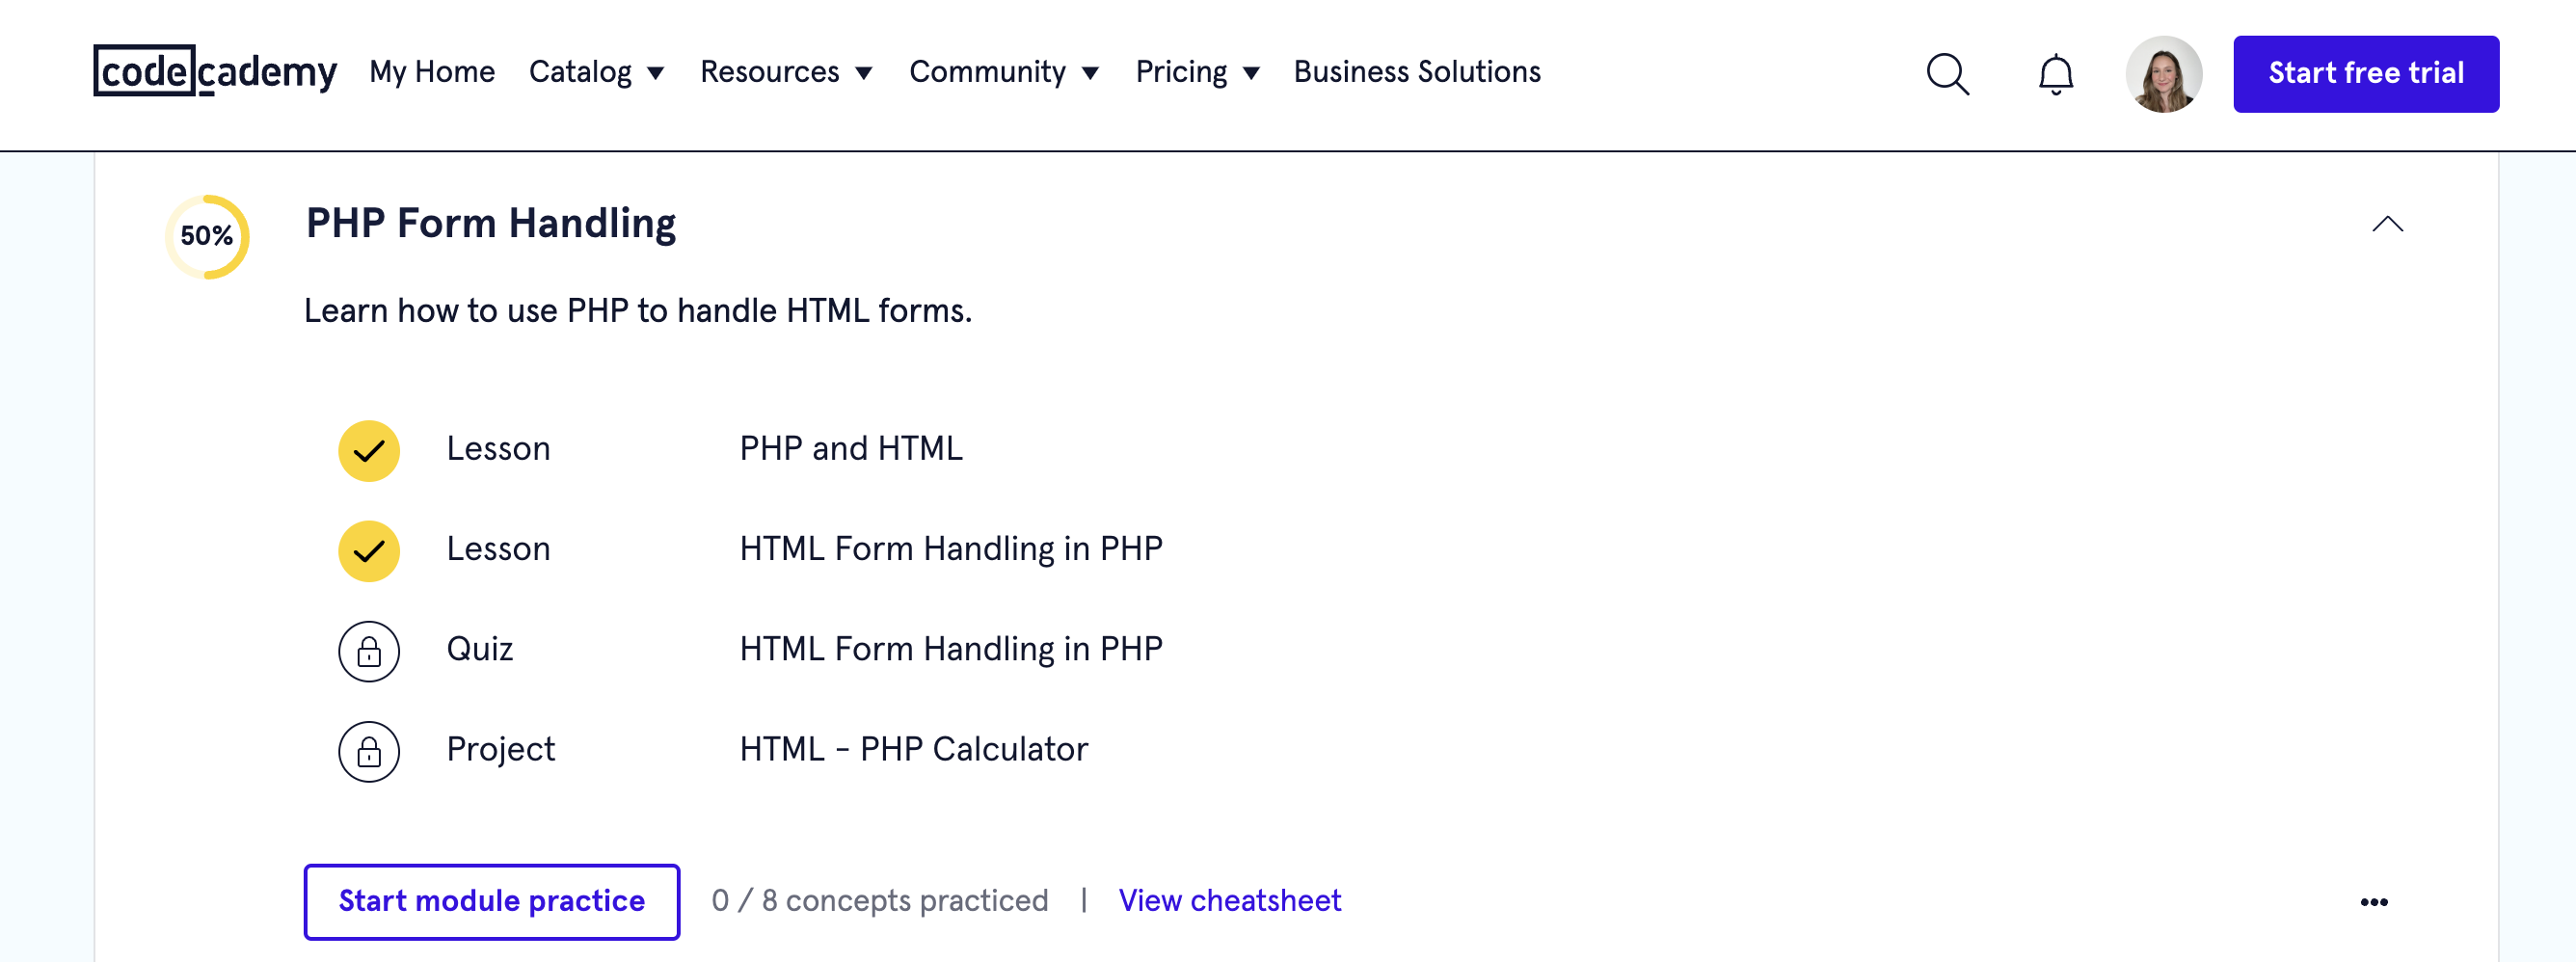 codecademy My Home Catalog Resources Community Pricing Business Solutions Start free trial
50% PHP Form Handling
Learn how to use PHP to handle HTML forms.
Lesson PHP and HTML
Lesson HTML Form Handling in PHP
Quiz HTML Form Handling in PHP
Project HTML - PHP Calculator
Start module practice 0 / 8 concepts practiced | View cheatsheet